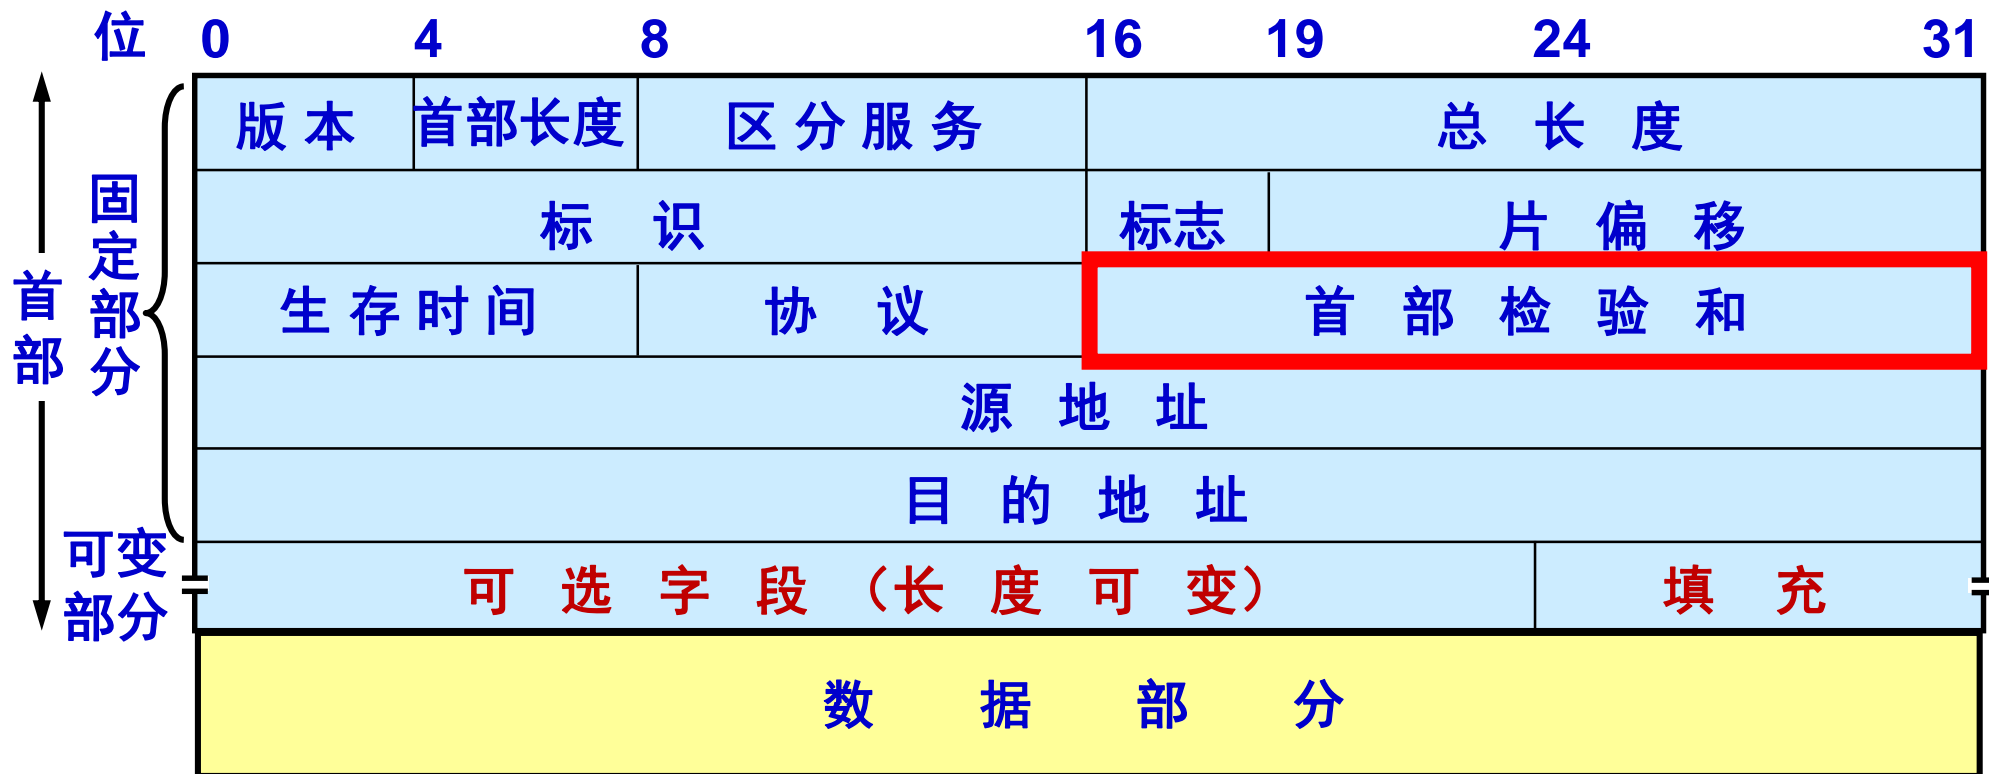 位 0 4 8 16 19 24 31
版 本 首部长度 区 分 服 务 总 长 度
标 识 标志 片 偏 移
生 存 时 间 协 议 首 部 检 验 和
源 地 址
目 的 地 址
可 选 字 段 （长 度 可 变） 填 充
数 据 部 分
首部
固定部分
可变
部分